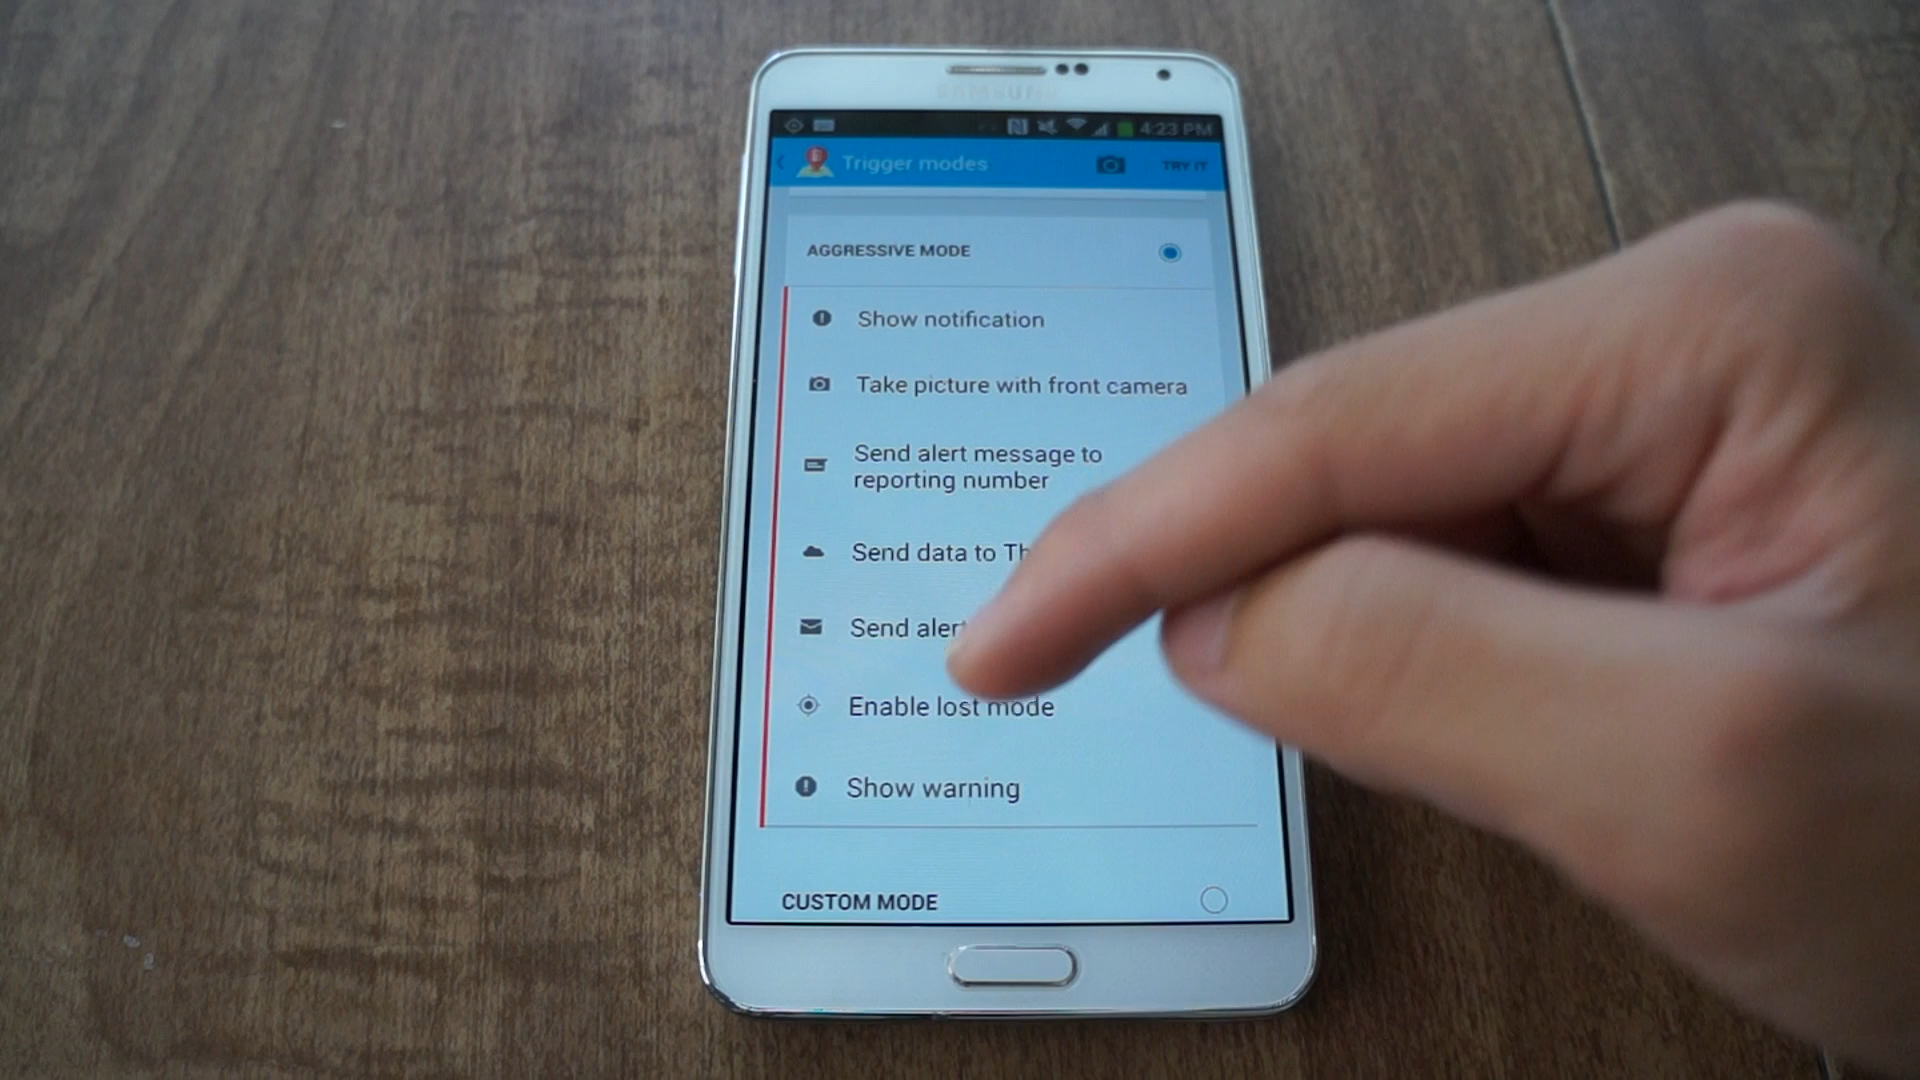 SAMSUNG
4:23 PM
Trigger modes
TRY IT
AGGRESSIVE MODE
Show notification
Take picture with front camera
Send alert message to
reporting number
Send data to Th
Send alert
Enable lost mode
Show warning
CUSTOM MODE